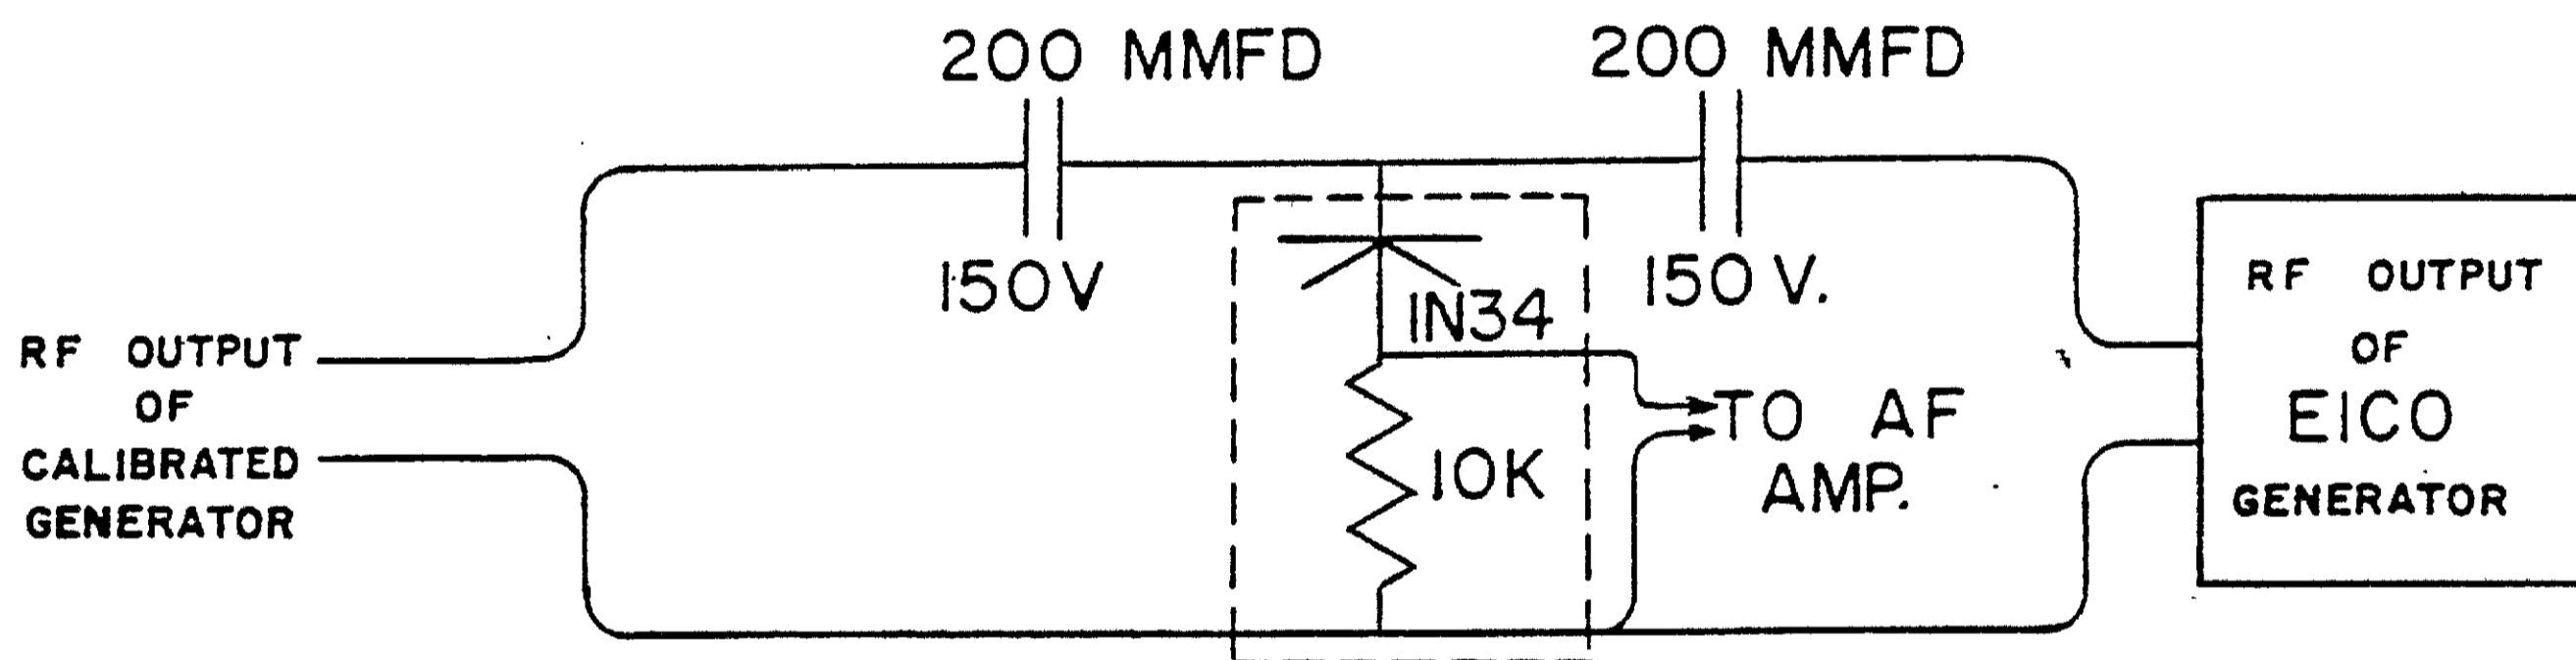 200 MMFD
150V
200 MMFD
150 V.
RF OUTPUT
OF
CALIBRATED
GENERATOR
1N34
10K
TO AF
AMP.
RF OUTPUT
OF
EICO
GENERATOR